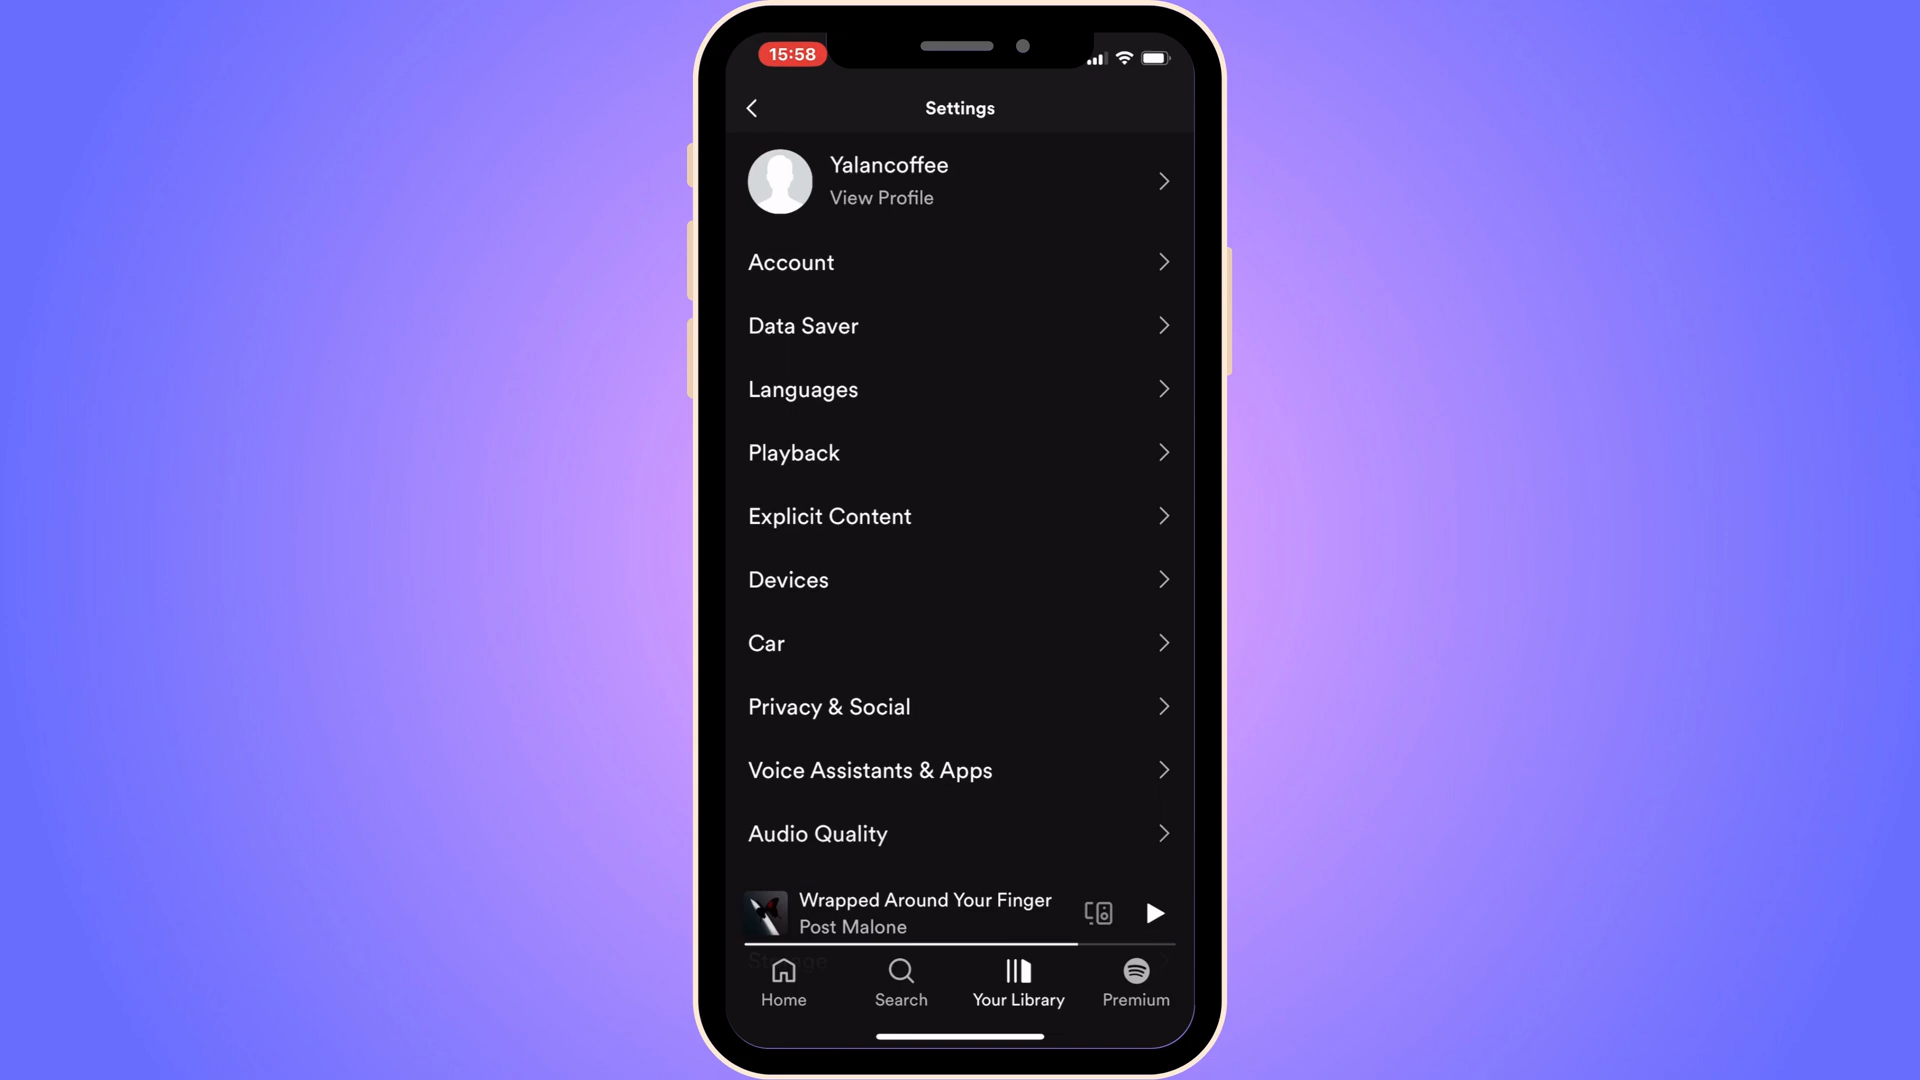 15:58
Settings
Yalancoffee
View Profile
Account
Data Saver
Languages
Playback
Explicit Content
Devices
Car
Privacy & Social
Voice Assistants & Apps
Audio Quality
Wrapped Around Your Finger
Post Malone
Storage
Home
Search
Your Library
Premium